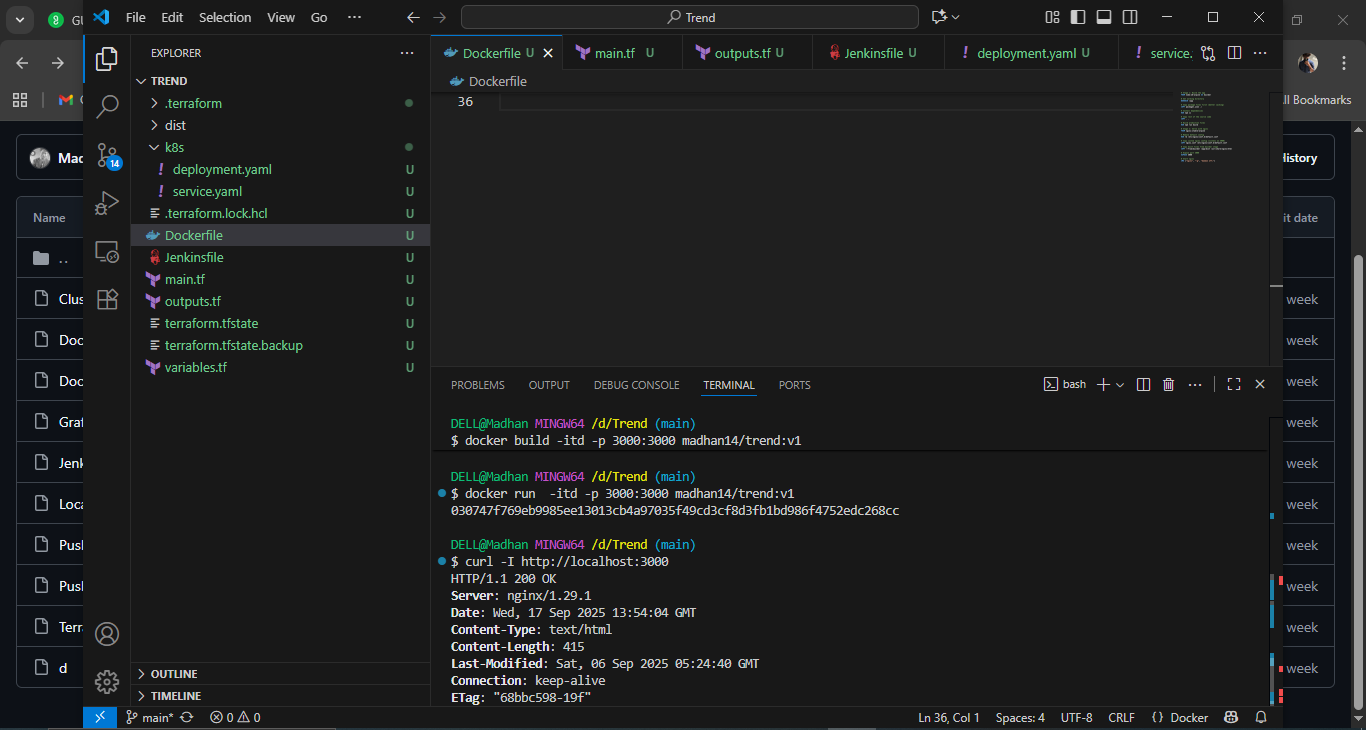 File Edit Selection View Go ···
Trend
EXPLORER
TREND
.terraform
dist
k8s
deployment.yaml U
service.yaml U
.terraform.lock.hcl U
Dockerfile U
Jenkinsfile U
main.tf U
outputs.tf U
terraform.tfstate U
terraform.tfstate.backup U
variables.tf U
OUTLINE
TIMELINE
14
Dockerfile U
main.tf U
outputs.tf U
Jenkinsfile U
deployment.yaml U
service.
Dockerfile
36
PROBLEMS OUTPUT DEBUG CONSOLE TERMINAL PORTS
bash
DELL@Madhan MINGW64 /d/Trend (main)
$ docker build -itd -p 3000:3000 madhan14/trend:v1
DELL@Madhan MINGW64 /d/Trend (main)
$ docker run  -itd -p 3000:3000 madhan14/trend:v1
030747f769eb9985ee13013cb4a97035f49cd3cf8d3fb1bd986f4752edc268cc
DELL@Madhan MINGW64 /d/Trend (main)
$ curl -I http://localhost:3000
HTTP/1.1 200 OK
Server: nginx/1.29.1
Date: Wed, 17 Sep 2025 13:54:04 GMT
Content-Type: text/html
Content-Length: 415
Last-Modified: Sat, 06 Sep 2025 05:24:40 GMT
Connection: keep-alive
ETag: "68bbc598-19f"
main* 0 0
Ln 36, Col 1 Spaces: 4 UTF-8 CRLF { } Docker
GU
Mad
Name
..
Clus
Doc
Doc
Graf
Jenk
Loca
Push
Push
Terr
d
ll Bookmarks
History
it date
week
week
week
week
week
week
week
week
week
week